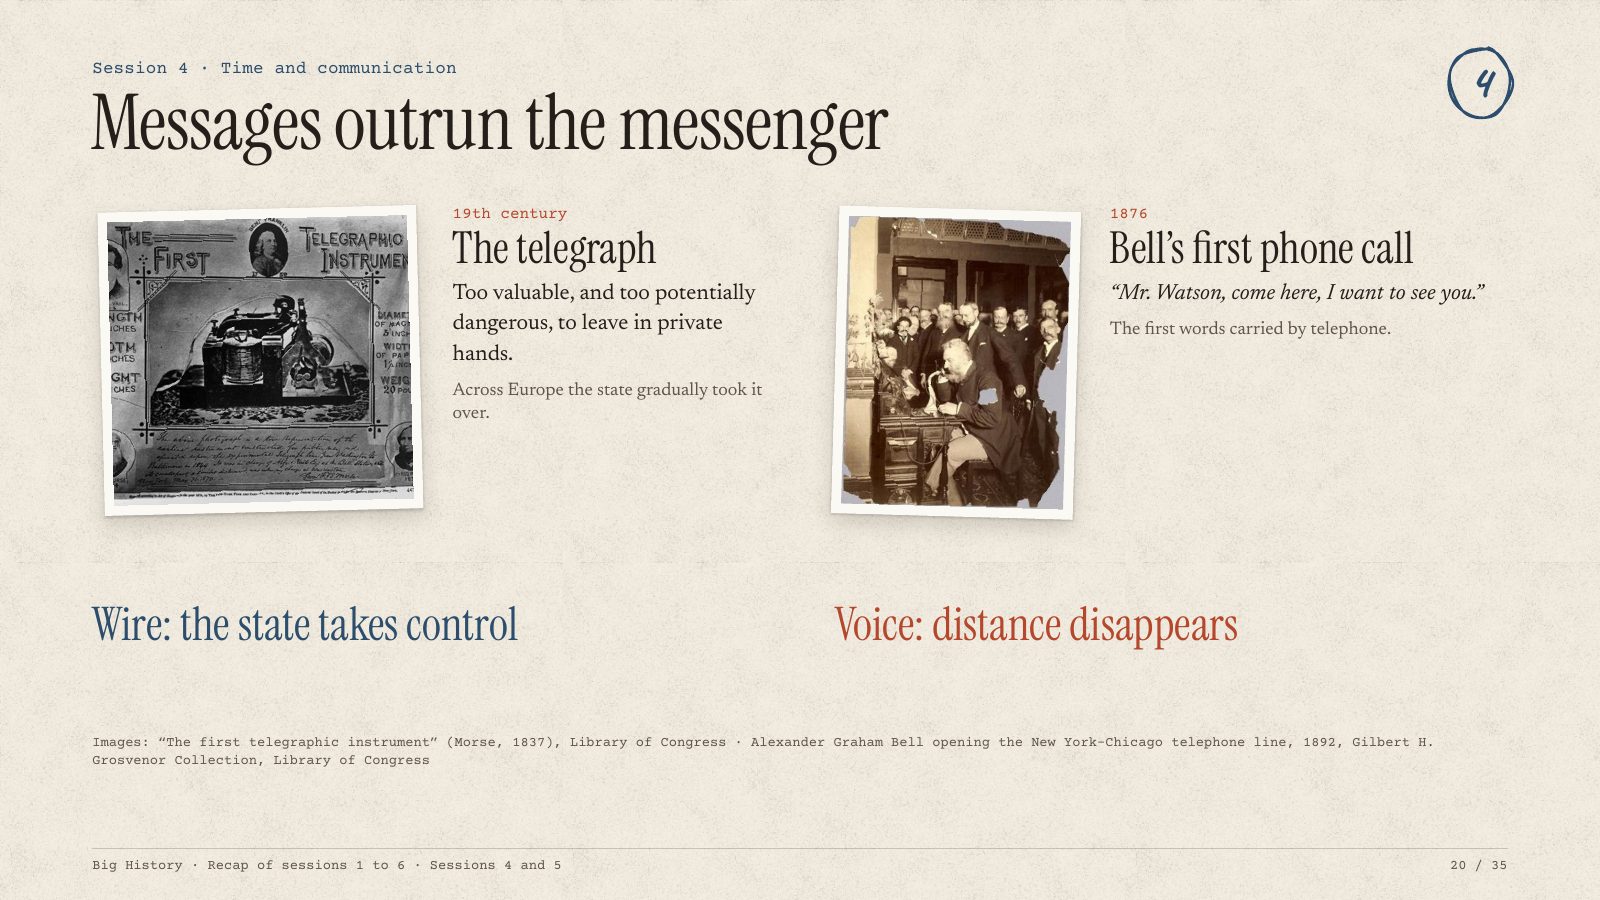 Session 4 · Time and communication
4
Messages outrun the messenger
THE
FIRST
TELEGRAPHIC
INSTRUMEN
19th century
The telegraph
Too valuable, and too potentially
dangerous, to leave in private
hands.
Across Europe the state gradually took it
over.
1876
Bell’s first phone call
“Mr. Watson, come here, I want to see you.”
The first words carried by telephone.
Wire: the state takes control
Voice: distance disappears
Images: “The first telegraphic instrument” (Morse, 1837), Library of Congress · Alexander Graham Bell opening the New York-Chicago telephone line, 1892, Gilbert H.
Grosvenor Collection, Library of Congress
Big History · Recap of sessions 1 to 6 · Sessions 4 and 5
20 / 35